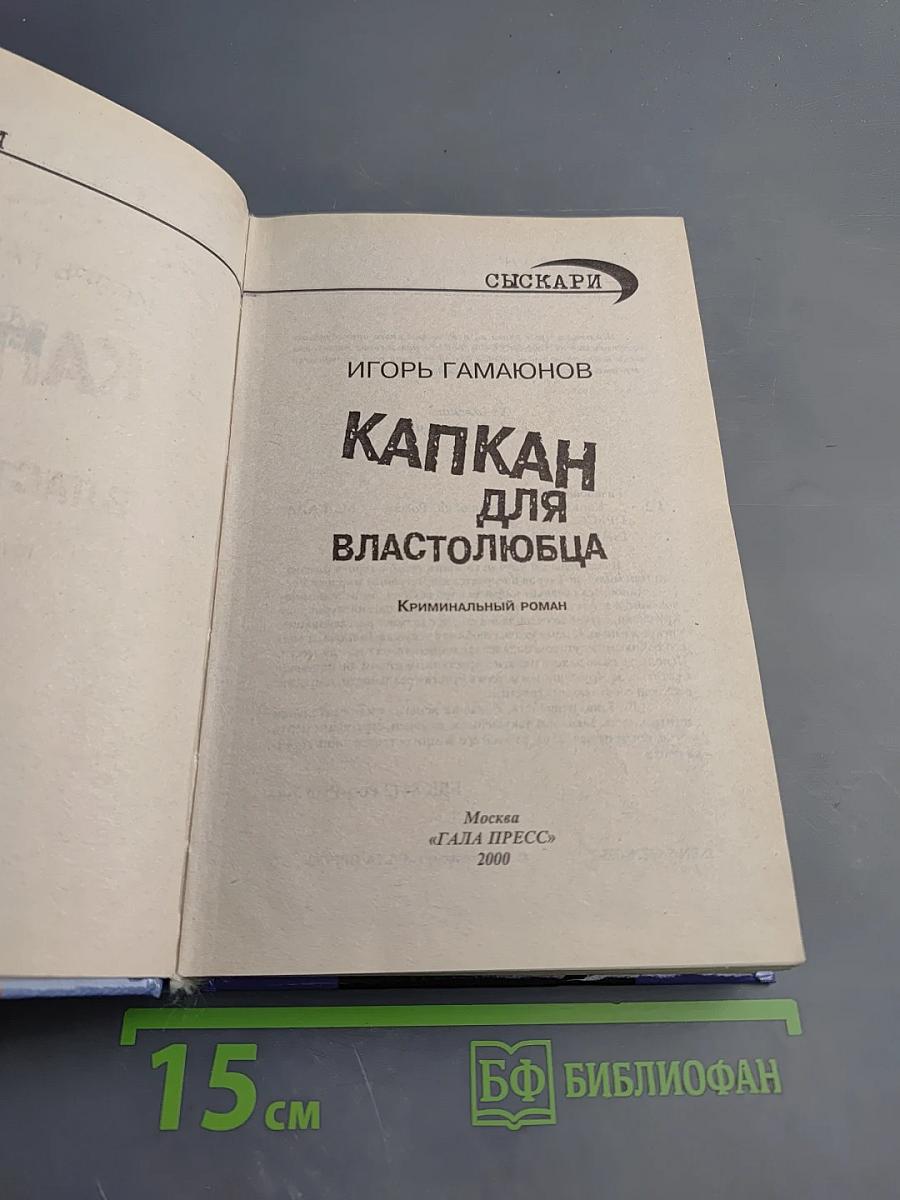 СЫСКАРИ
ИГОРЬ ГАМАЮНОВ
КАПКАН
ДЛЯ
ВЛАСТОЛЮБЦА
Криминальный роман
Москва
«ГАЛА ПРЕСС»
2000
15 см
БФ БИБЛИОФАН